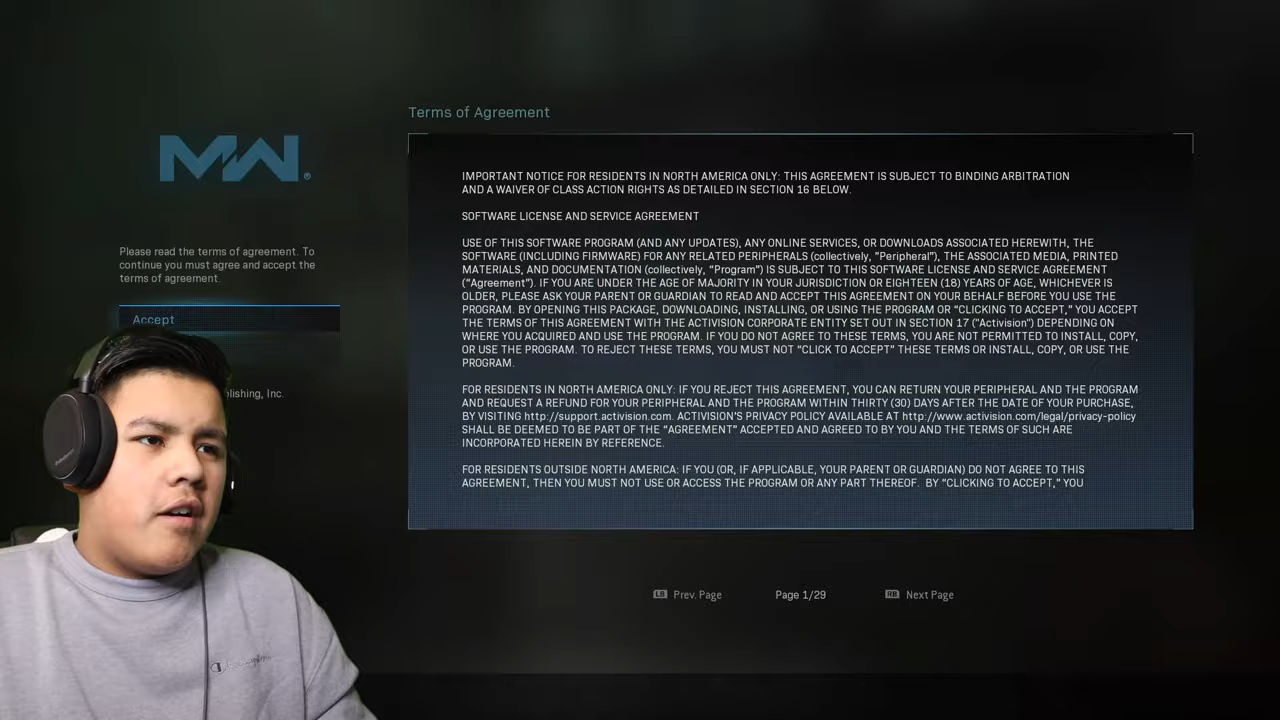 Terms of Agreement
MW®
IMPORTANT NOTICE FOR RESIDENTS IN NORTH AMERICA ONLY: THIS AGREEMENT IS SUBJECT TO BINDING ARBITRATION
AND A WAIVER OF CLASS ACTION RIGHTS AS DETAILED IN SECTION 16 BELOW.
SOFTWARE LICENSE AND SERVICE AGREEMENT
USE OF THIS SOFTWARE PROGRAM (AND ANY UPDATES), ANY ONLINE SERVICES, OR DOWNLOADS ASSOCIATED HEREWITH, THE
SOFTWARE (INCLUDING FIRMWARE) FOR ANY RELATED PERIPHERALS (collectively, “Peripheral”), THE ASSOCIATED MEDIA, PRINTED
MATERIALS, AND DOCUMENTATION (collectively, “Program”) IS SUBJECT TO THIS SOFTWARE LICENSE AND SERVICE AGREEMENT
(“Agreement”). IF YOU ARE UNDER THE AGE OF MAJORITY IN YOUR JURISDICTION OR EIGHTEEN (18) YEARS OF AGE, WHICHEVER IS
OLDER, PLEASE ASK YOUR PARENT OR GUARDIAN TO READ AND ACCEPT THIS AGREEMENT ON YOUR BEHALF BEFORE YOU USE THE
PROGRAM. BY OPENING THIS PACKAGE, DOWNLOADING, INSTALLING, OR USING THE PROGRAM OR “CLICKING TO ACCEPT,” YOU ACCEPT
THE TERMS OF THIS AGREEMENT WITH THE ACTIVISION CORPORATE ENTITY SET OUT IN SECTION 17 (“Activision”) DEPENDING ON
WHERE YOU ACQUIRED AND USE THE PROGRAM. IF YOU DO NOT AGREE TO THESE TERMS, YOU ARE NOT PERMITTED TO INSTALL, COPY,
OR USE THE PROGRAM. TO REJECT THESE TERMS, YOU MUST NOT “CLICK TO ACCEPT” THESE TERMS OR INSTALL, COPY, OR USE THE
PROGRAM.
FOR RESIDENTS IN NORTH AMERICA ONLY: IF YOU REJECT THIS AGREEMENT, YOU CAN RETURN YOUR PERIPHERAL AND THE PROGRAM
AND REQUEST A REFUND FOR YOUR PERIPHERAL AND THE PROGRAM WITHIN THIRTY (30) DAYS AFTER THE DATE OF YOUR PURCHASE,
BY VISITING http://support.activision.com. ACTIVISION'S PRIVACY POLICY AVAILABLE AT http://www.activision.com/legal/privacy-policy
SHALL BE DEEMED TO BE PART OF THE “AGREEMENT” ACCEPTED AND AGREED TO BY YOU AND THE TERMS OF SUCH ARE
INCORPORATED HEREIN BY REFERENCE.
FOR RESIDENTS OUTSIDE NORTH AMERICA: IF YOU (OR, IF APPLICABLE, YOUR PARENT OR GUARDIAN) DO NOT AGREE TO THIS
AGREEMENT, THEN YOU MUST NOT USE OR ACCESS THE PROGRAM OR ANY PART THEREOF. BY “CLICKING TO ACCEPT,” YOU
Please read the terms of agreement. To
continue you must agree and accept the
terms of agreement.
Accept
lishing, Inc.
LB Prev. Page
Page 1/29
RB Next Page
Champion